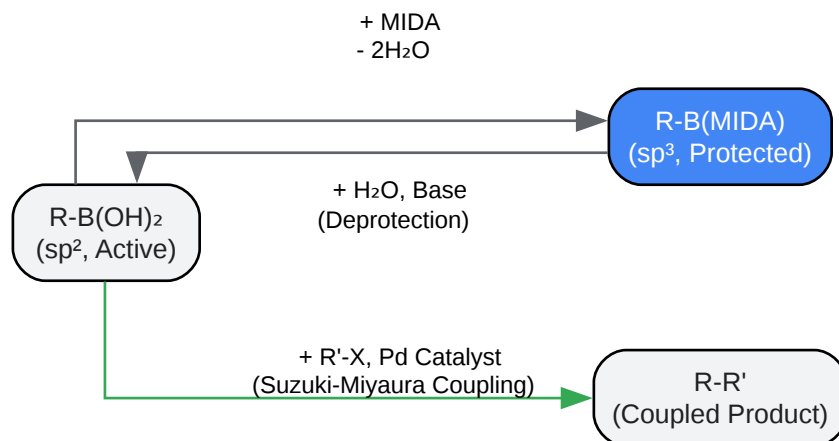 + MIDA
- 2H₂O
R-B(MIDA)
(sp³, Protected)
+ H₂O, Base
(Deprotection)
R-B(OH)₂
(sp², Active)
+ R'-X, Pd Catalyst
(Suzuki-Miyaura Coupling)
R-R'
(Coupled Product)